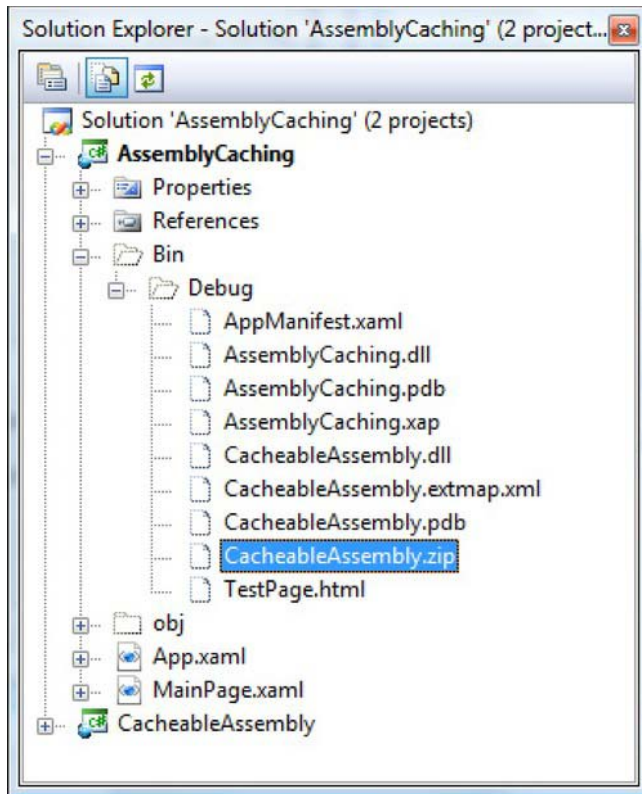 Solution Explorer - Solution 'AssemblyCaching' (2 project...
Solution 'AssemblyCaching' (2 projects)
AssemblyCaching
Properties
References
Bin
Debug
AppManifest.xaml
AssemblyCaching.dll
AssemblyCaching.pdb
AssemblyCaching.xap
CacheableAssembly.dll
CacheableAssembly.extmap.xml
CacheableAssembly.pdb
CacheableAssembly.zip
TestPage.html
obj
App.xaml
MainPage.xaml
CacheableAssembly